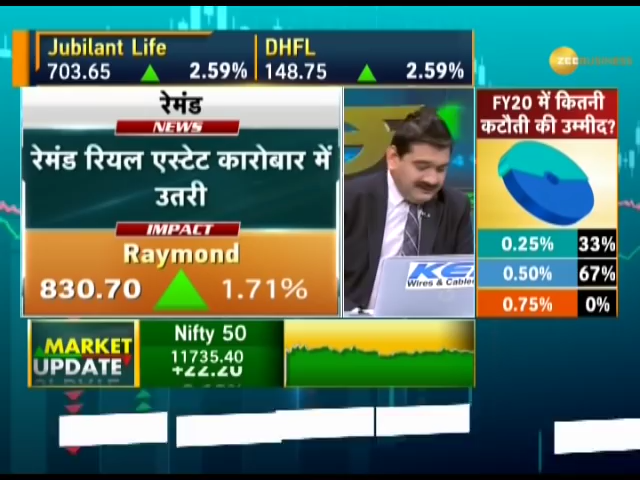 Jubilant Life
703.65 2.59%
DHFL
148.75 2.59%
ZEE BUSINESS
रेमंड
NEWS
रेमंड रियल एस्टेट कारोबार में
उतरी
IMPACT
Raymond
830.70 1.71%
Wires & Cables
FY20 में कितनी
कटौती की उम्मीद?
0.25% 33%
0.50% 67%
0.75% 0%
MARKET
UPDATE
Nifty 50
11735.40
+22.20